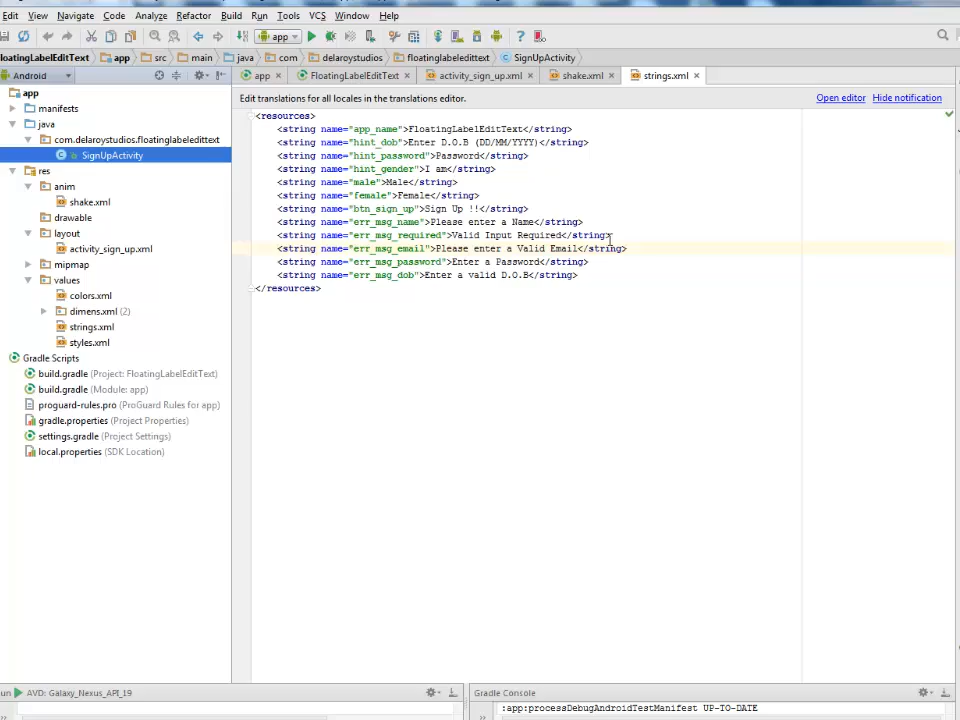 Edit View Navigate Code Analyze Refactor Build Run Tools VCS Window Help
app
loatingLabelEditText app src main java com delaroystudios floatinglabeledittext SignUpActivity
Android app FloatingLabelEditText activity_sign_up.xml shake.xml strings.xml
Edit translations for all locales in the translations editor. Open editor Hide notification
app
manifests
java
com.delaroystudios.floatinglabeledittext
SignUpActivity
res
anim
shake.xml
drawable
layout
activity_sign_up.xml
mipmap
values
colors.xml
dimens.xml (2)
strings.xml
styles.xml
Gradle Scripts
build.gradle (Project: FloatingLabelEditText)
build.gradle (Module: app)
proguard-rules.pro (ProGuard Rules for app)
gradle.properties (Project Properties)
settings.gradle (Project Settings)
local.properties (SDK Location)
<resources>
<string name="app_name">FloatingLabelEditText</string>
<string name="hint_dob">Enter D.O.B (DD/MM/YYYY)</string>
<string name="hint_password">Password</string>
<string name="hint_gender">I am</string>
<string name="male">Male</string>
<string name="female">Female</string>
<string name="btn_sign_up">Sign Up !!</string>
<string name="err_msg_name">Please enter a Name</string>
<string name="err_msg_required">Valid Input Required</string>
<string name="err_msg_email">Please enter a Valid Email</string>
<string name="err_msg_password">Enter a Password</string>
<string name="err_msg_dob">Enter a valid D.O.B</string>
</resources>
un AVD: Galaxy_Nexus_API_19
Gradle Console
:app:processDebugAndroidTestManifest UP-TO-DATE